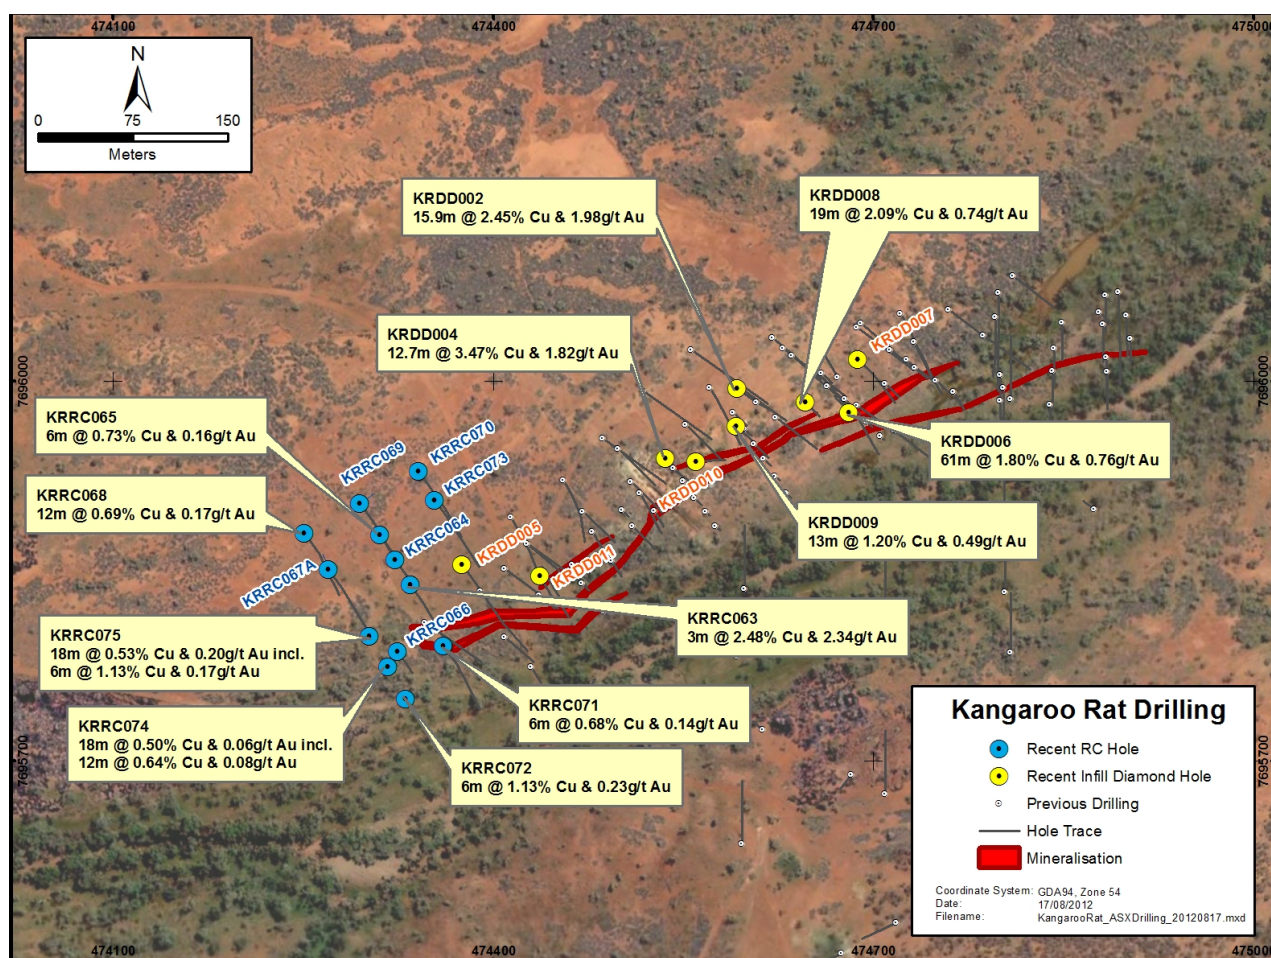 474100
474400
474700
475000
N
0 75 150
Meters
KRDD002
15.9m @ 2.45% Cu & 1.98g/t Au
KRDD008
19m @ 2.09% Cu & 0.74g/t Au
KRDD007
KRDD004
12.7m @ 3.47% Cu & 1.82g/t Au
7696000
7696000
KRRC065
6m @ 0.73% Cu & 0.16g/t Au
KRRC069
KRRC070
KRRC073
KRDD006
61m @ 1.80% Cu & 0.76g/t Au
KRRC068
12m @ 0.69% Cu & 0.17g/t Au
KRRC064
KRDD005
KRDD010
KRDD009
13m @ 1.20% Cu & 0.49g/t Au
KRRC067A
KRDD011
KRRC066
KRRC063
3m @ 2.48% Cu & 2.34g/t Au
KRRC075
18m @ 0.53% Cu & 0.20g/t Au incl.
6m @ 1.13% Cu & 0.17g/t Au
KRRC071
6m @ 0.68% Cu & 0.14g/t Au
KRRC074
18m @ 0.50% Cu & 0.06g/t Au incl.
12m @ 0.64% Cu & 0.08g/t Au
KRRC072
6m @ 1.13% Cu & 0.23g/t Au
7695700
7695700
Kangaroo Rat Drilling
Recent RC Hole
Recent Infill Diamond Hole
Previous Drilling
Hole Trace
Mineralisation
Coordinate System: GDA94, Zone 54
Date: 17/08/2012
Filename: KangarooRat_ASXDrilling_20120817.mxd
474100
474400
474700
475000